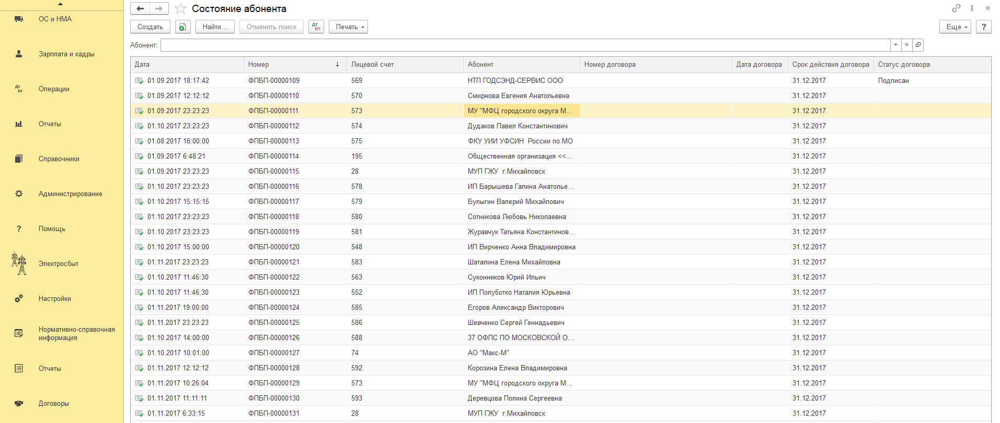 ОС и НМА
Зарплата и кадры
Операции
Отчеты
Справочники
Администрирование
Помощь
Электросбыт
Настройки
Нормативно-справочная
информация
Отчеты
Договоры
Состояние абонента
Создать Найти... Отменить поиск Дт Кт Печать Еще ?
Абонент:
Дата Номер ↓ Лицевой счет Абонент Номер договора Дата договора Срок действия договора Статус договора
01.09.2017 18:17:42 ФПБП-00000109 569 НТП ГОДСЭНД-СЕРВИС ООО 31.12.2017 Подписан
01.09.2017 12:12:12 ФПБП-00000110 570 Смирнова Евгения Анатольевна 31.12.2017
01.09.2017 23:23:23 ФПБП-00000111 573 МУ "МФЦ городского округа М... 31.12.2017
01.10.2017 23:23:23 ФПБП-00000112 574 Дудаков Павел Константинович 31.12.2017
01.08.2017 16:00:00 ФПБП-00000113 575 ФКУ УИИ УФСИН  России по МО 31.12.2017
01.09.2017 6:48:21 ФПБП-00000114 195 Общественная организация <<... 31.12.2017
01.09.2017 23:23:23 ФПБП-00000115 28 МУП ГЖУ  г.Михайловск 31.12.2017
01.10.2017 23:23:23 ФПБП-00000116 578 ИП Барышева Галина Анатолье... 31.12.2017
01.10.2017 15:15:15 ФПБП-00000117 579 Булыгин Валерий Михайлович 31.12.2017
01.10.2017 23:23:23 ФПБП-00000118 580 Сотникова Любовь Николаевна 31.12.2017
01.10.2017 23:23:23 ФПБП-00000119 581 Журавчук Татьяна Константинов... 31.12.2017
01.10.2017 15:00:00 ФПБП-00000120 548 ИП Вирченко Анна Владимировна 31.12.2017
01.11.2017 23:23:23 ФПБП-00000121 583 Шаталина Елена Михайловна 31.12.2017
01.10.2017 11:46:30 ФПБП-00000122 563 Суконников Юрий Ильич 31.12.2017
01.10.2017 11:46:30 ФПБП-00000123 552 ИП Полуботко Наталия Юрьевна 31.12.2017
01.11.2017 19:00:00 ФПБП-00000124 585 Егоров Александр Викторович 31.12.2017
01.11.2017 23:23:23 ФПБП-00000125 586 Шевченко Сергей Геннадьевич 31.12.2017
01.10.2017 14:00:00 ФПБП-00000126 588 37 ОФПС ПО МОСКОВСКОЙ О... 31.12.2017
01.10.2017 10:01:00 ФПБП-00000127 74 АО "Макс-М" 31.12.2017
01.11.2017 12:12:12 ФПБП-00000128 592 Корозина Елена Владимировна 31.12.2017
01.11.2017 10:26:04 ФПБП-00000129 573 МУ "МФЦ городского округа М... 31.12.2017
01.11.2017 11:11:11 ФПБП-00000130 593 Деревцова Полина Сергеевна 31.12.2017
01.11.2017 6:33:15 ФПБП-00000131 28 МУП ГЖУ  г.Михайловск 31.12.2017